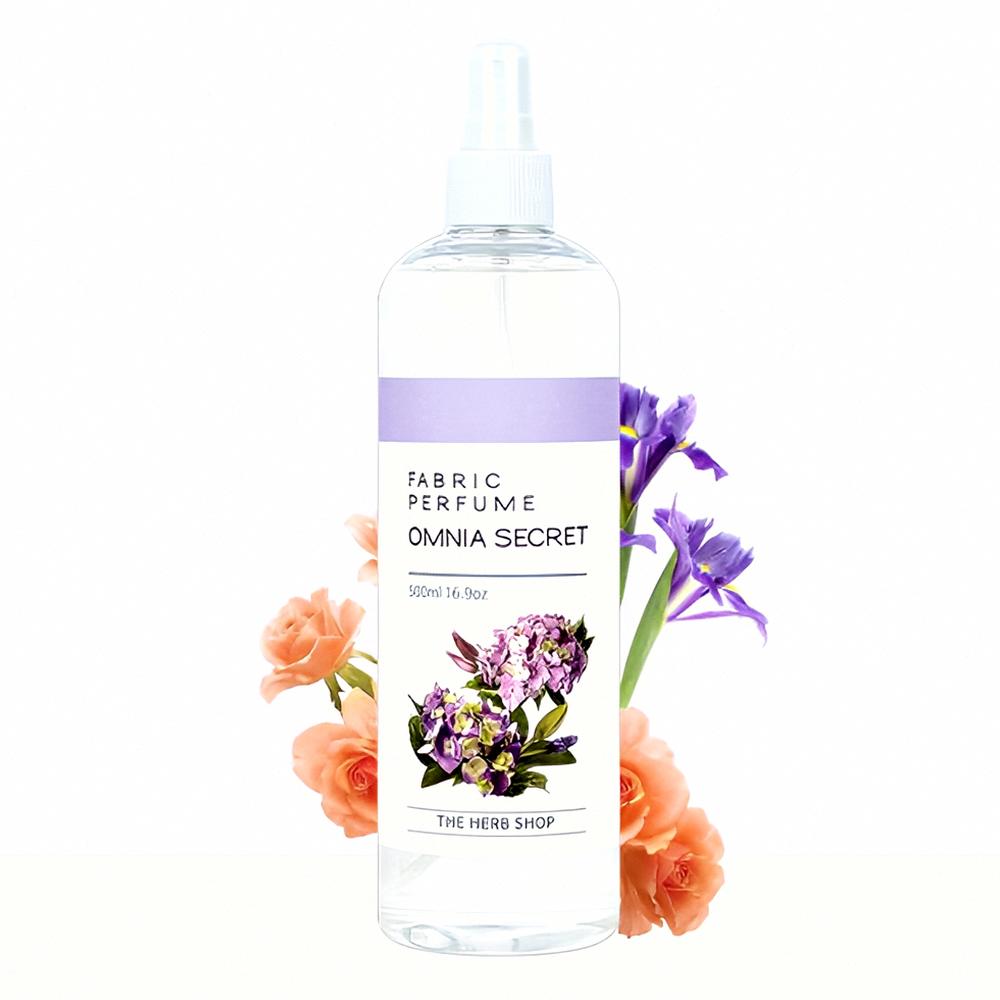 FABRIC
PERFUME
OMNIA SECRET
500ml 16.9oz
THE HERB SHOP